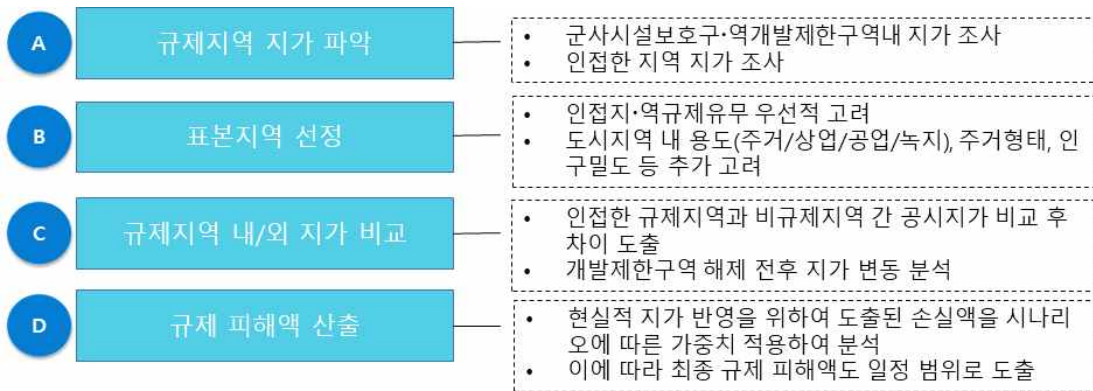 A
규제지역 지가 파악
• 군사시설보호구·역개발제한구역내 지가 조사
• 인접한 지역 지가 조사
B
표본지역 선정
• 인접지·역규제유무 우선적 고려
• 도시지역 내 용도(주거/상업/공업/녹지), 주거형태, 인
구밀도 등 추가 고려
C
규제지역 내/외 지가 비교
• 인접한 규제지역과 비규제지역 간 공시지가 비교 후
차이 도출
• 개발제한구역 해제 전후 지가 변동 분석
D
규제 피해액 산출
• 현실적 지가 반영을 위하여 도출된 손실액을 시나리
오에 따른 가중치 적용하여 분석
• 이에 따라 최종 규제 피해액도 일정 범위로 도출